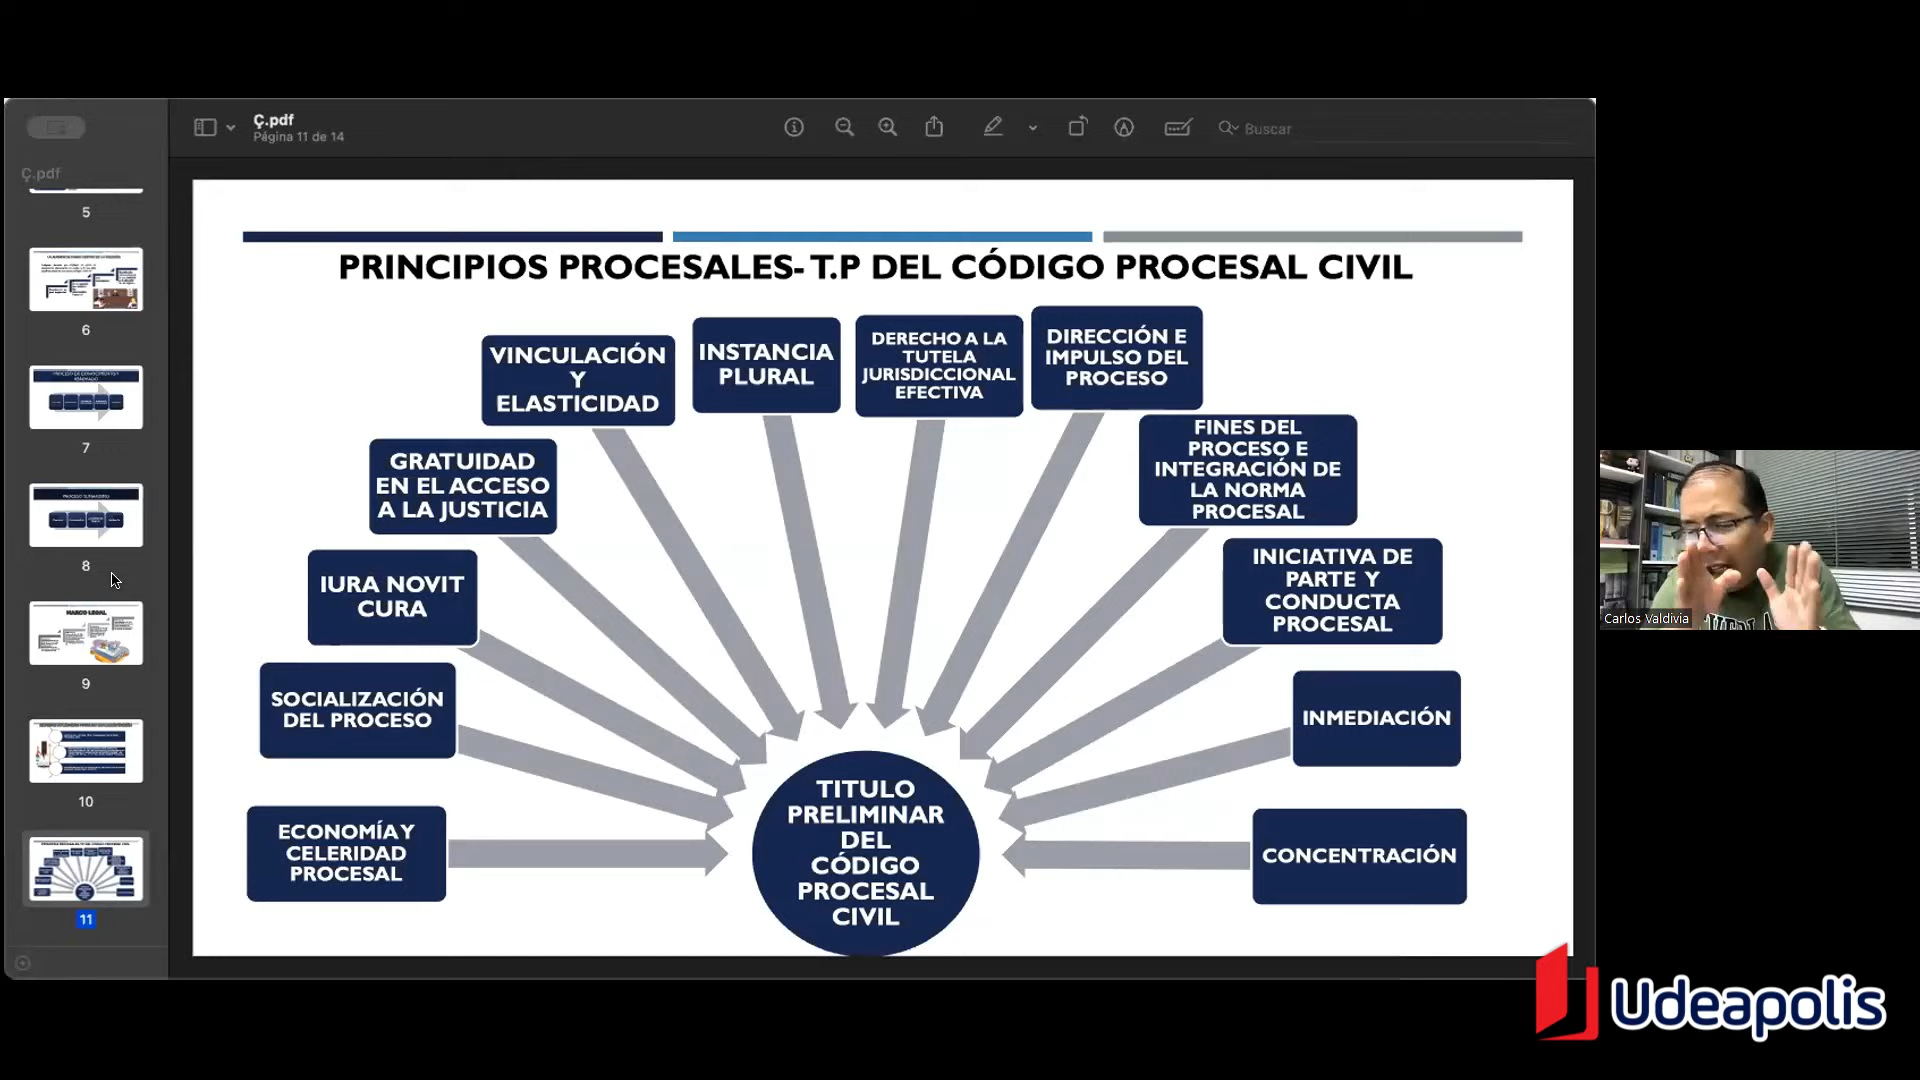 Ç.pdf
Página 11 de 14
Buscar
Ç.pdf
5
6
7
8
MARCO LEGAL
9
10
11
PRINCIPIOS PROCESALES- T.P DEL CÓDIGO PROCESAL CIVIL
ECONOMÍA Y
CELERIDAD
PROCESAL
SOCIALIZACIÓN
DEL PROCESO
IURA NOVIT
CURA
GRATUIDAD
EN EL ACCESO
A LA JUSTICIA
VINCULACIÓN
Y
ELASTICIDAD
INSTANCIA
PLURAL
DERECHO A LA
TUTELA
JURISDICCIONAL
EFECTIVA
DIRECCIÓN E
IMPULSO DEL
PROCESO
FINES DEL
PROCESO E
INTEGRACIÓN DE
LA NORMA
PROCESAL
INICIATIVA DE
PARTE Y
CONDUCTA
PROCESAL
INMEDIACIÓN
CONCENTRACIÓN
TITULO
PRELIMINAR
DEL
CÓDIGO
PROCESAL
CIVIL
Carlos Valdivia
Udeapolis